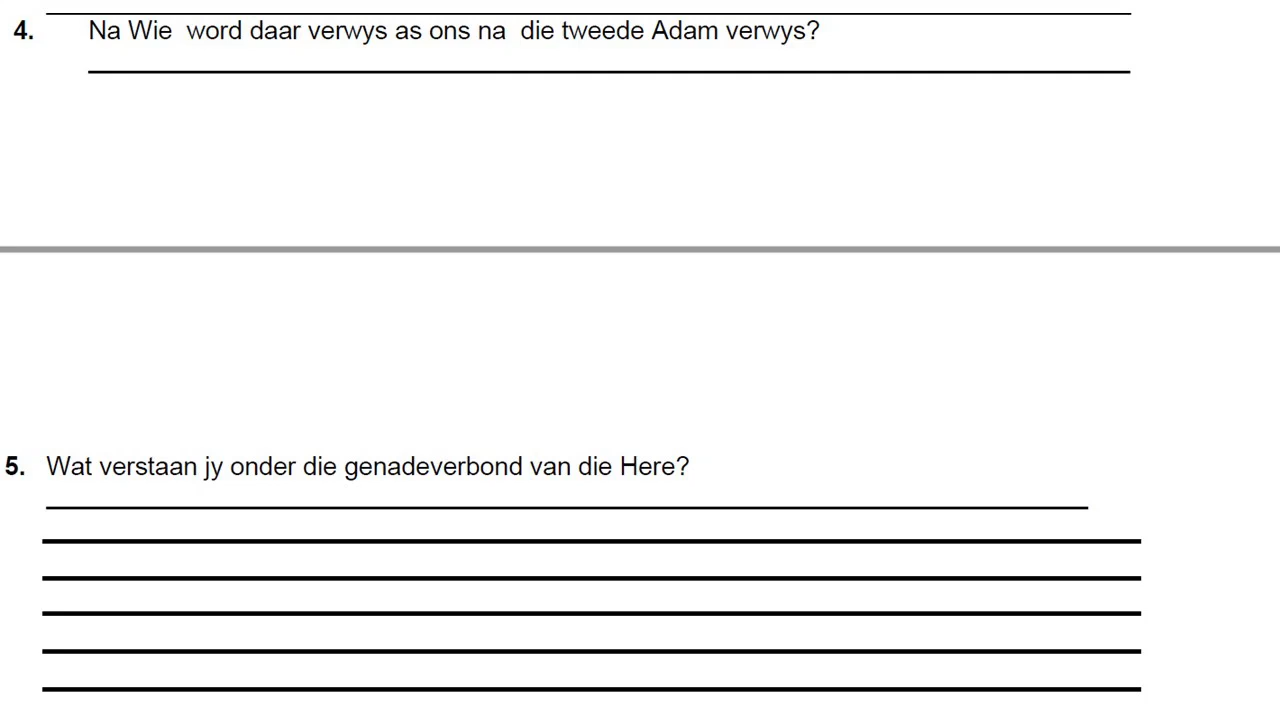 4. Na Wie word daar verwys as ons na die tweede Adam verwys?
5. Wat verstaan jy onder die genadeverbond van die Here?